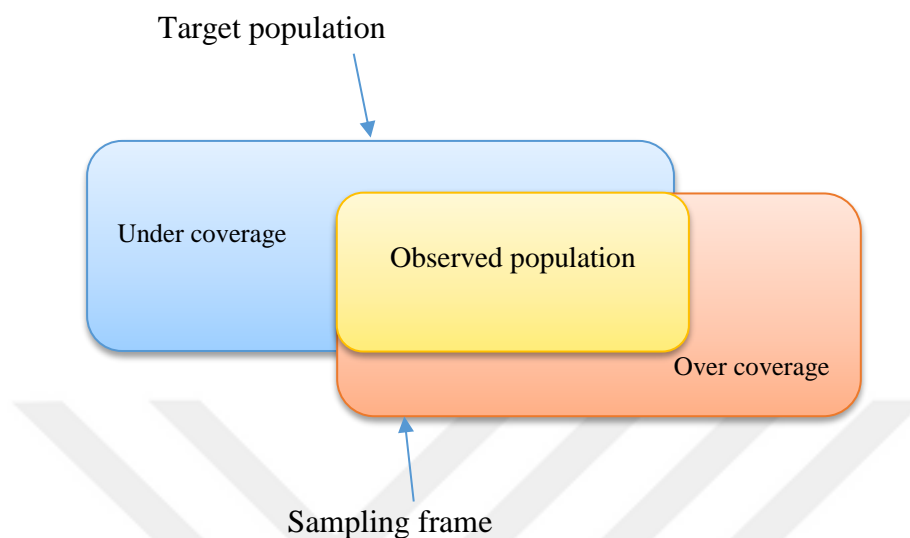 Target population
Under coverage
Observed population
Over coverage
Sampling frame